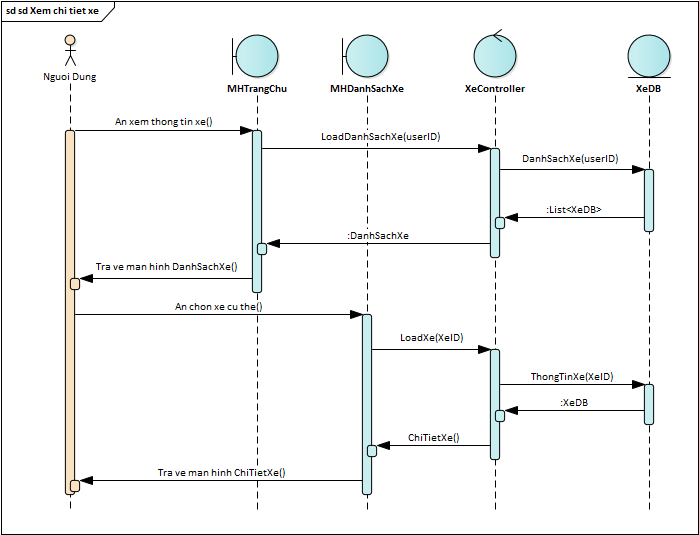 sd sd Xem chi tiet xe
Nguoi Dung
MHTrangChu
MHDanhSachXe
XeController
XeDB
An xem thong tin xe()
LoadDanhSachXe(userID)
DanhSachXe(userID)
:List<XeDB>
:DanhSachXe
Tra ve man hinh DanhSachXe()
An chon xe cu the()
LoadXe(XeID)
ThongTinXe(XeID)
:XeDB
ChiTietXe()
Tra ve man hinh ChiTietXe()